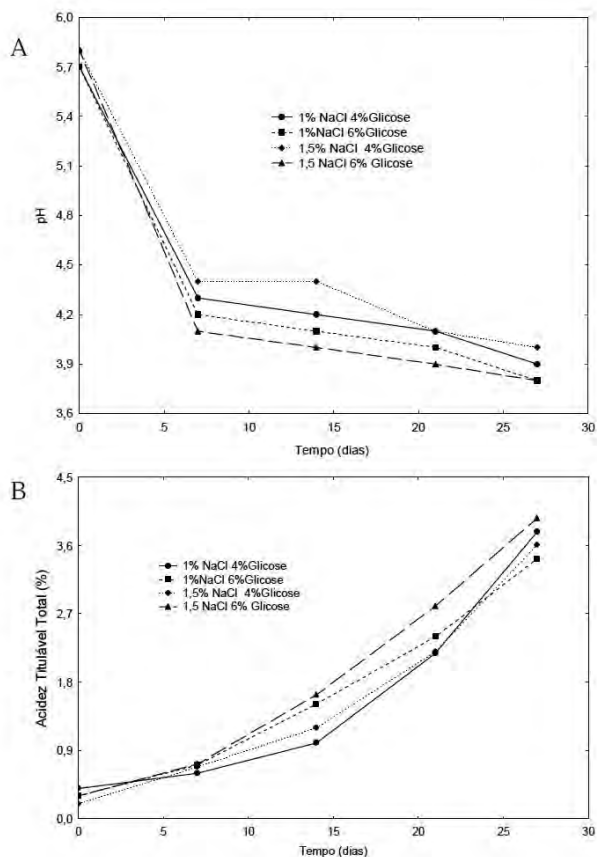 A
6,0
5,7
5,4
5,1
4,8
4,5
4,2
3,9
3,6
pH
1% NaCl 4%Glicose
1%NaCl 6%Glicose
1,5% NaCl 4%Glicose
1,5 NaCl 6% Glicose
0 5 10 15 20 25 30
Tempo (dias)
B
4,5
3,6
2,7
1,8
0,9
0,0
Acidez Titulável Total (%)
1% NaCl 4%Glicose
1%NaCl 6%Glicose
1,5% NaCl 4%Glicose
1,5 NaCl 6% Glicose
0 5 10 15 20 25 30
Tempo (dias)